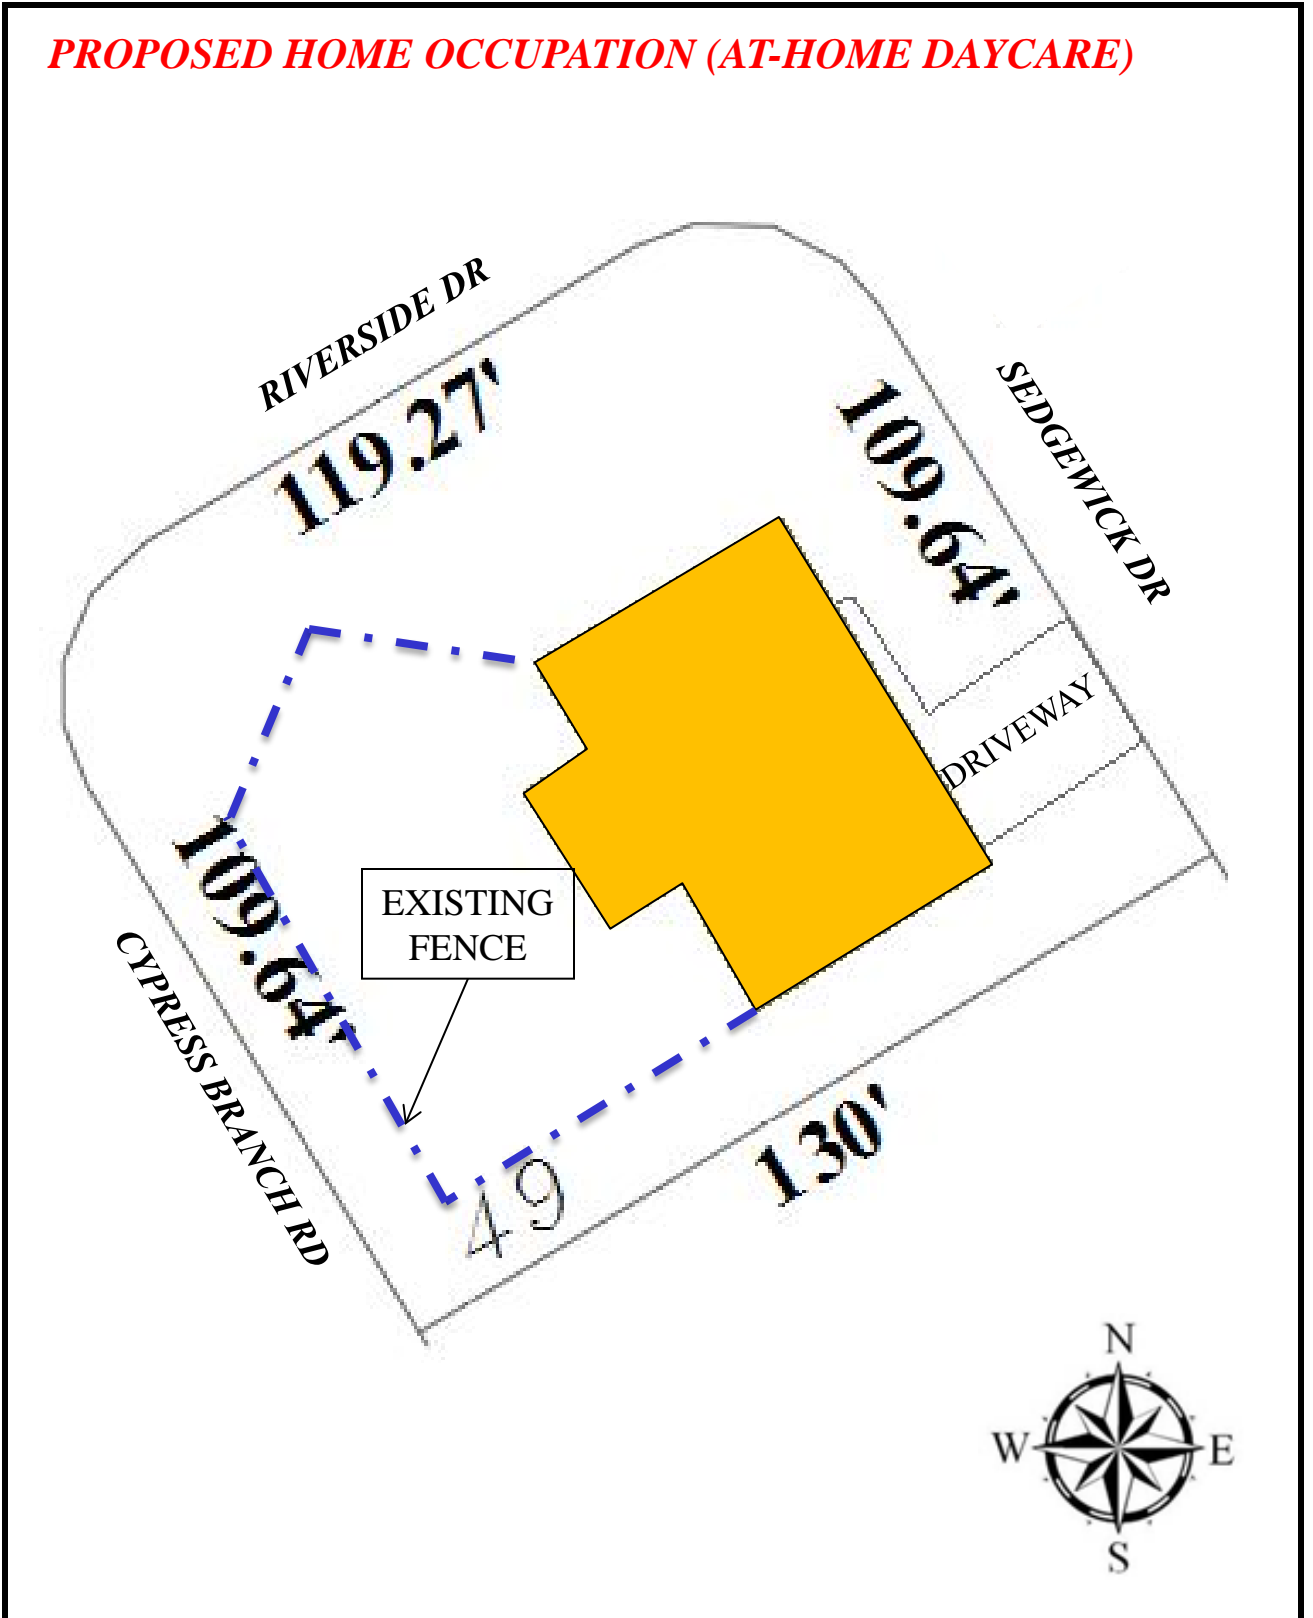 PROPOSED HOME OCCUPATION (AT-HOME DAYCARE)
RIVERSIDE DR
119.27'
109.64'
SEDGEWICK DR
DRIVEWAY
109.64'
EXISTING
FENCE
CYPRESS BRANCH RD
130'
49
N
W
E
S